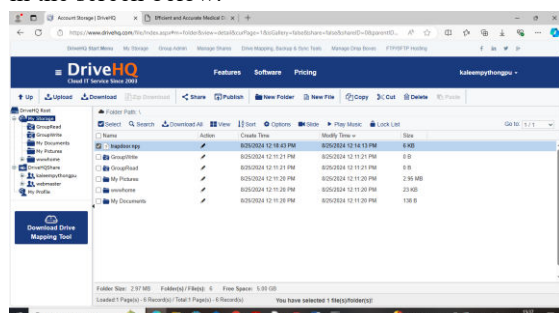 in the screen below.
Account Storage | DriveHQ
Efficient and Accurate Medical D
https://www.drivehq.com/file/index.aspx
DriveHQ Start Menu My Storage Group Admin Manage Shares Drive Mapping, Backup & Sync Tools Manage Drop Boxes FTP/SFTP Hosting
DriveHQ
Cloud IT Service Since 2003
Features Software Pricing
kaleempythongpu
Up Upload Download Zip Download Share Publish New Folder New File Copy Cut Delete Paste
DriveHQ Root
My Storage
GroupRead
GroupWrite
My Documents
My Pictures
wwwhome
DriveHQShare
kaleempythongpu
webmaster
My Profile
Download Drive
Mapping Tool
Folder Path: \
Select Search Download All View Sort Options Slide Play Music Lock List Go to: 1 / 1
Name Action Create Time Modify Time Size
8/25/2024 12:18:43 PM 8/25/2024 12:14:13 PM 6 KB
GroupWrite 8/25/2024 12:11:21 PM 8/25/2024 12:11:21 PM 0 B
GroupRead 8/25/2024 12:11:21 PM 8/25/2024 12:11:21 PM 0 B
My Pictures 8/25/2024 12:11:20 PM 8/25/2024 12:11:20 PM 2.95 MB
wwwhome 8/25/2024 12:11:20 PM 8/25/2024 12:11:20 PM 23 KB
My Documents 8/25/2024 12:11:20 PM 8/25/2024 12:11:20 PM 136 B
Folder Size: 2.97 MB Folder(s) / File(s): 6 Free Space: 5.00 GB
Loaded:1 Page(s) - 6 Record(s) / Total:1 Page(s) - 6 Record(s) You have selected 1 file(s)/folder(s):